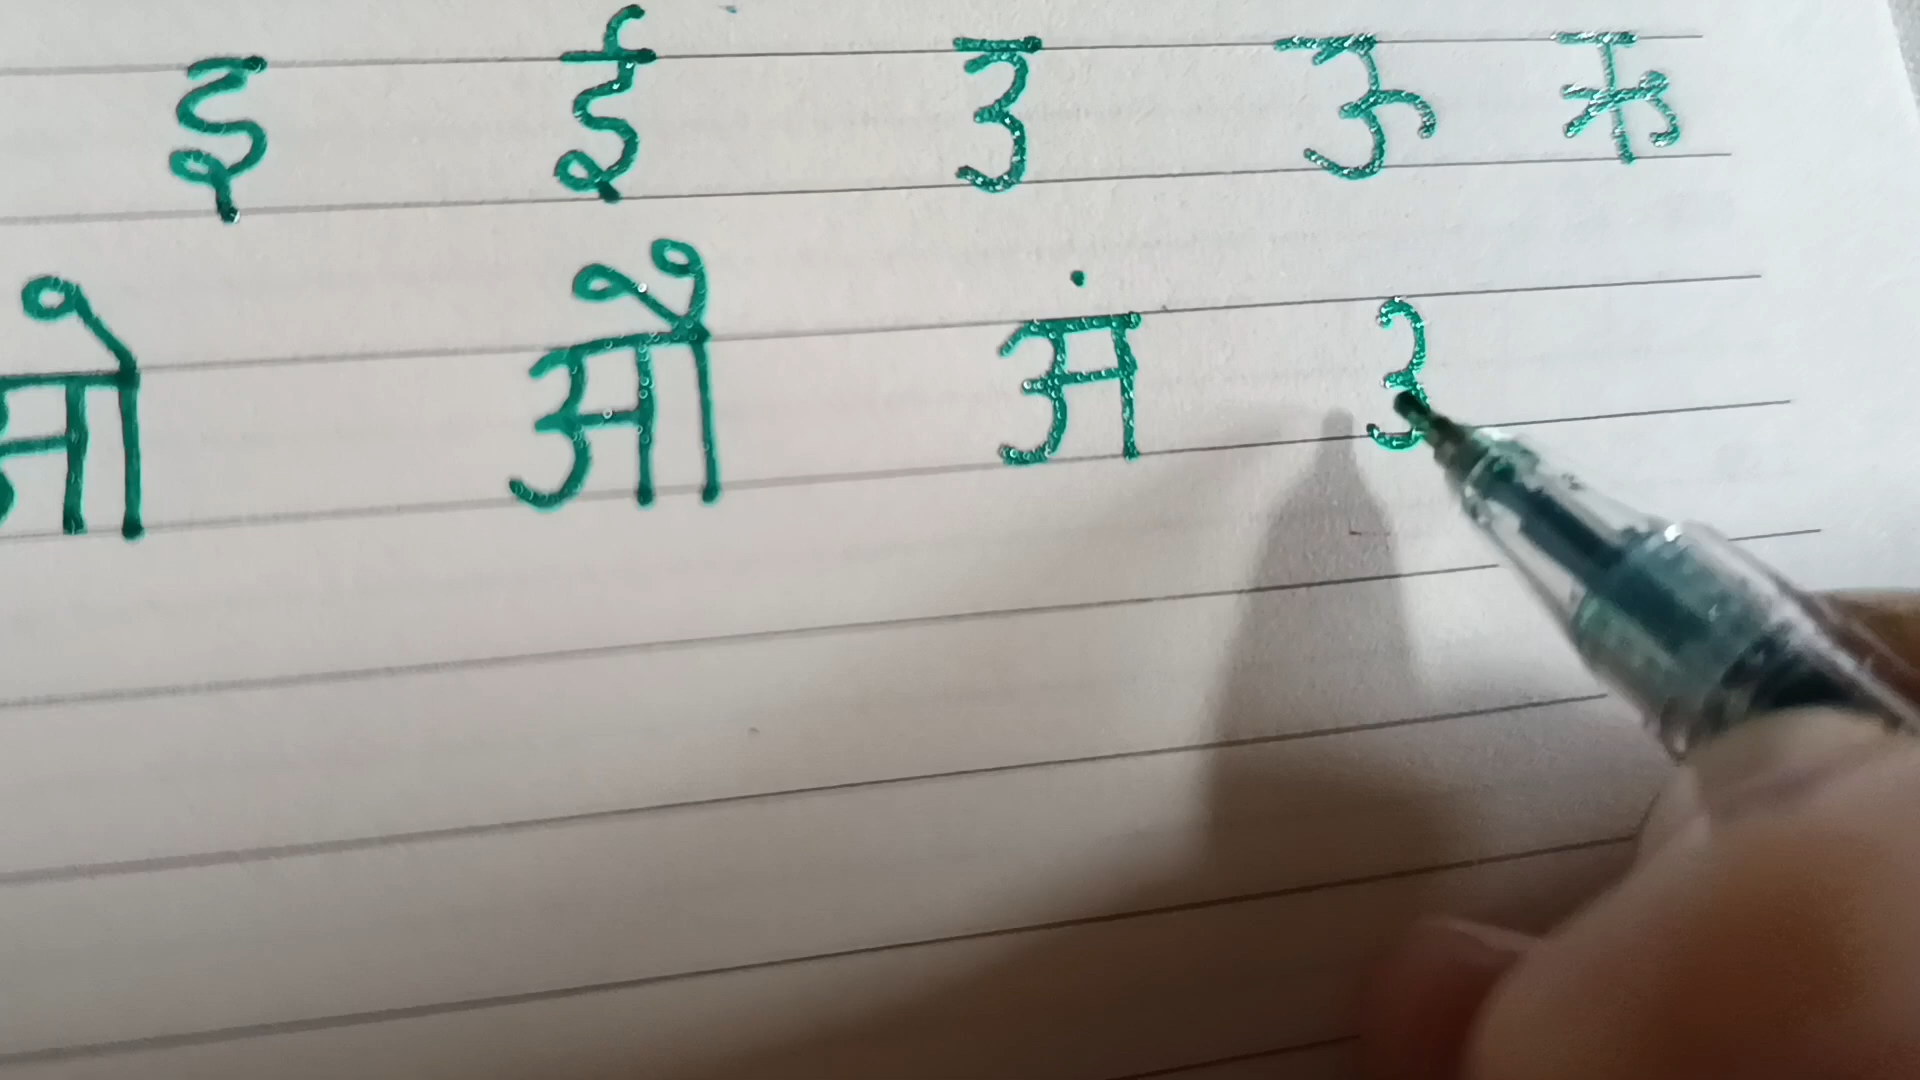 इ ई उ ऊ ऋ
ओ औ अं